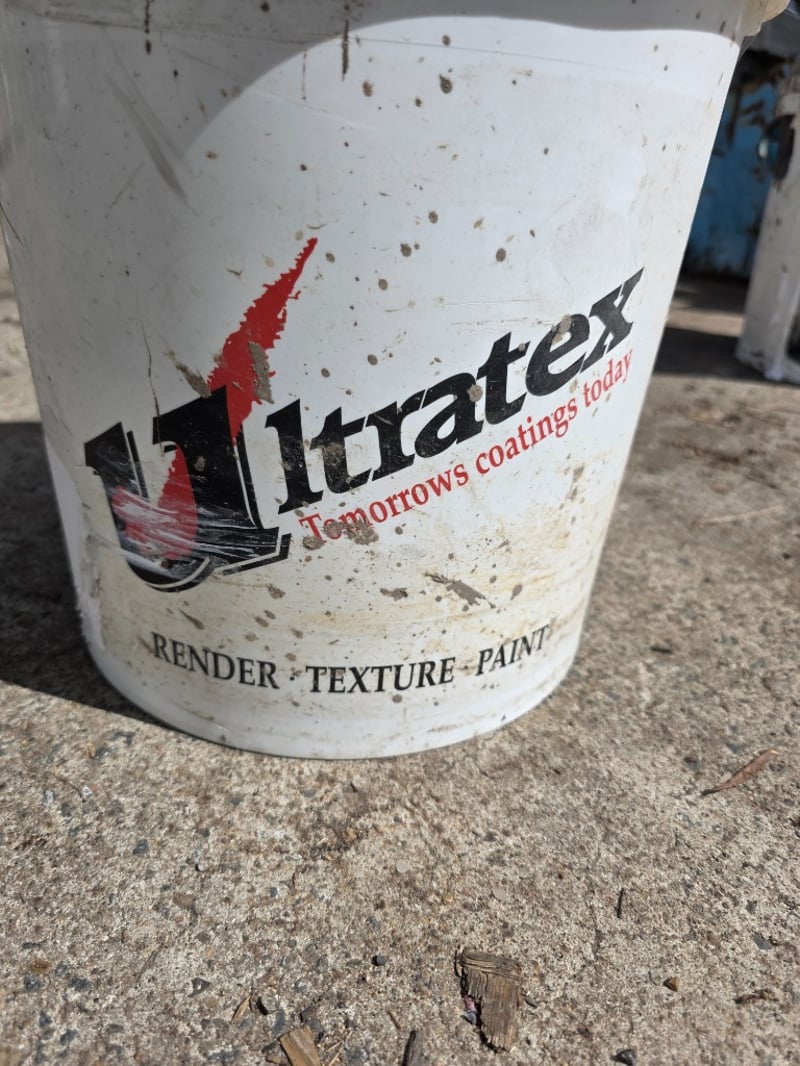 Ultratex
Tomorrows coatings today
RENDER · TEXTURE · PAINT